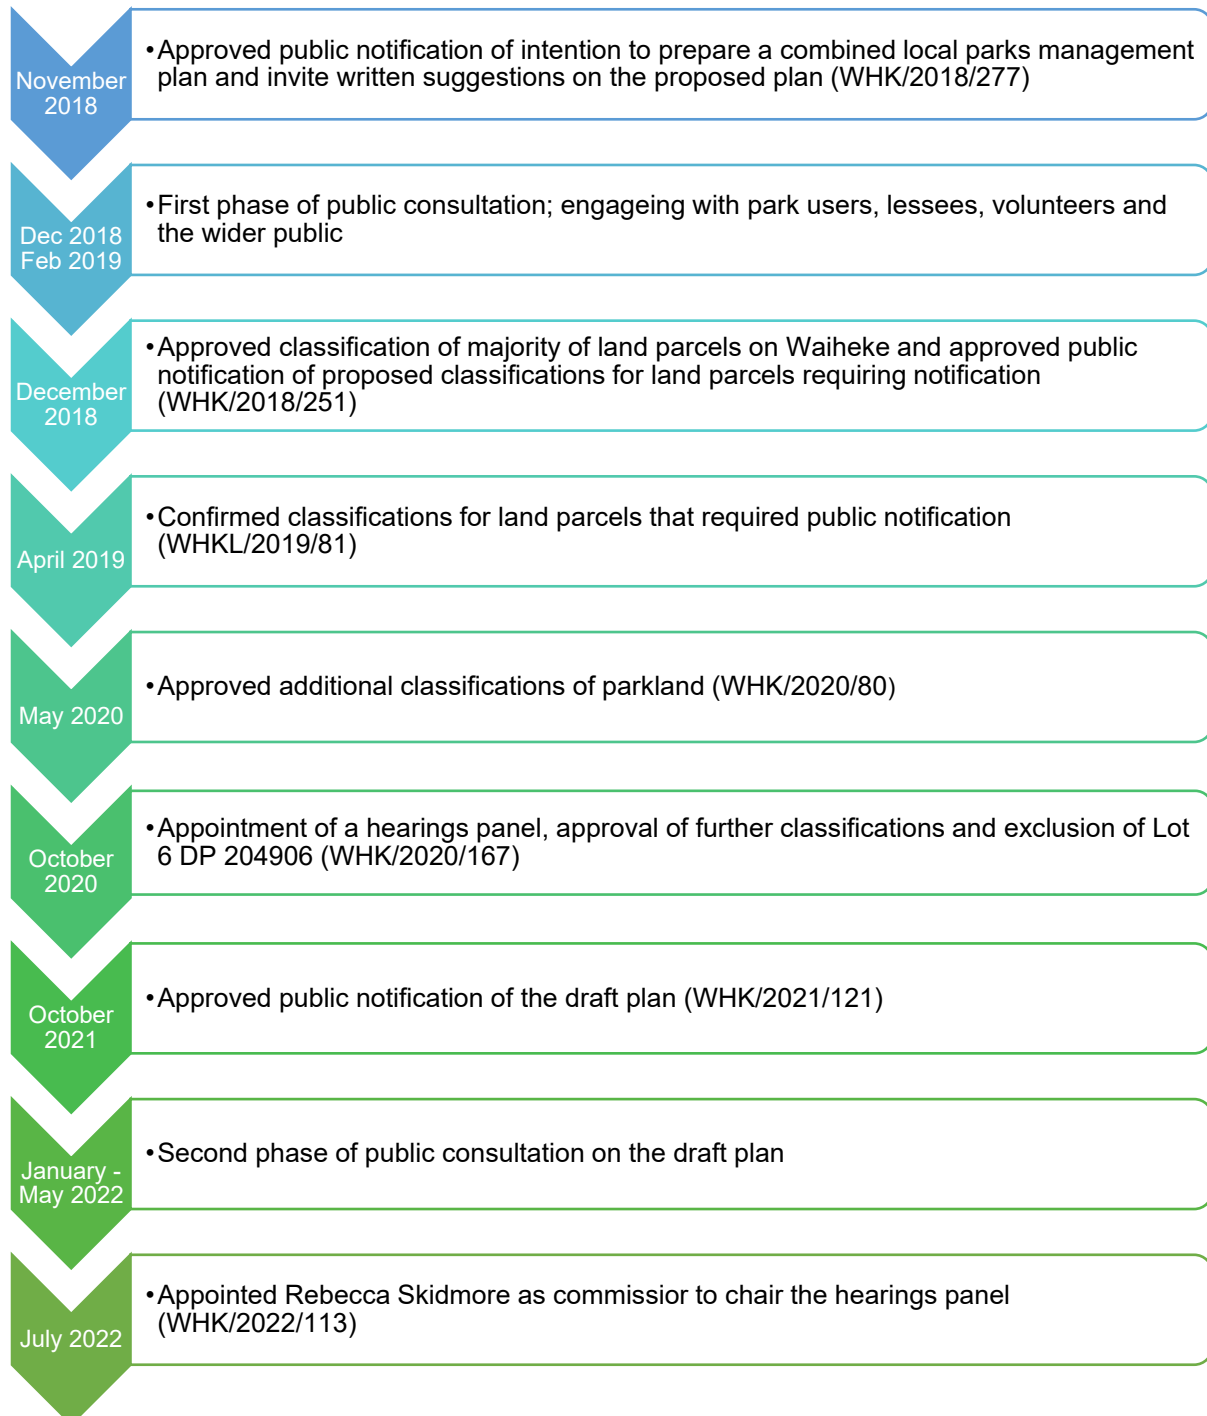 November
2018
•Approved public notification of intention to prepare a combined local parks management
plan and invite written suggestions on the proposed plan (WHK/2018/277)
Dec 2018
Feb 2019
•First phase of public consultation; engageing with park users, lessees, volunteers and
the wider public
December
2018
•Approved classification of majority of land parcels on Waiheke and approved public
notification of proposed classifications for land parcels requiring notification
(WHK/2018/251)
April 2019
•Confirmed classifications for land parcels that required public notification
(WHKL/2019/81)
May 2020
•Approved additional classifications of parkland (WHK/2020/80)
October
2020
•Appointment of a hearings panel, approval of further classifications and exclusion of Lot
6 DP 204906 (WHK/2020/167)
October
2021
•Approved public notification of the draft plan (WHK/2021/121)
January -
May 2022
•Second phase of public consultation on the draft plan
July 2022
•Appointed Rebecca Skidmore as commissior to chair the hearings panel
(WHK/2022/113)